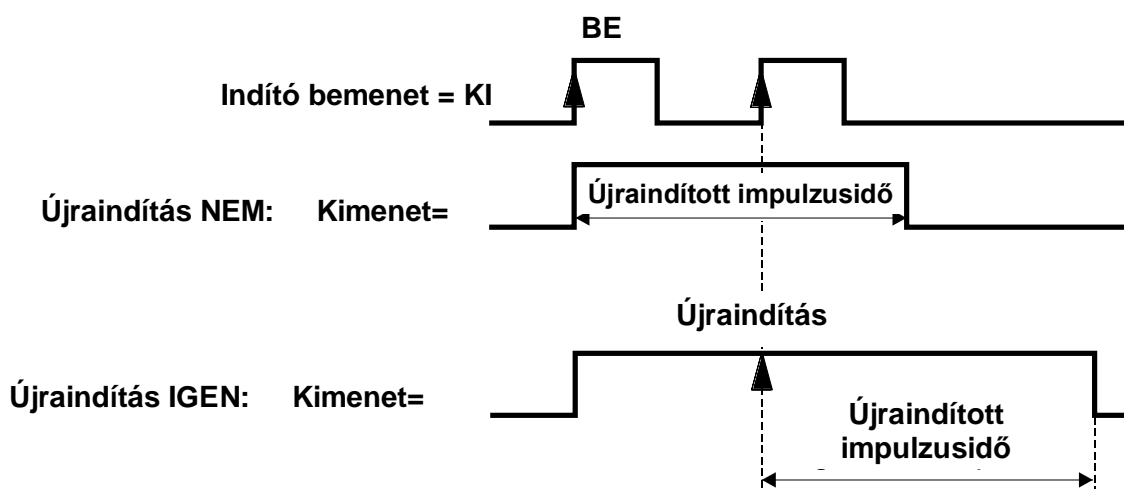 BE
Indító bemenet = KI
Újraindított impulzusidő
Újraindítás NEM: Kimenet=
Újraindítás
Újraindítás IGEN: Kimenet=
Újraindított
impulzusidő